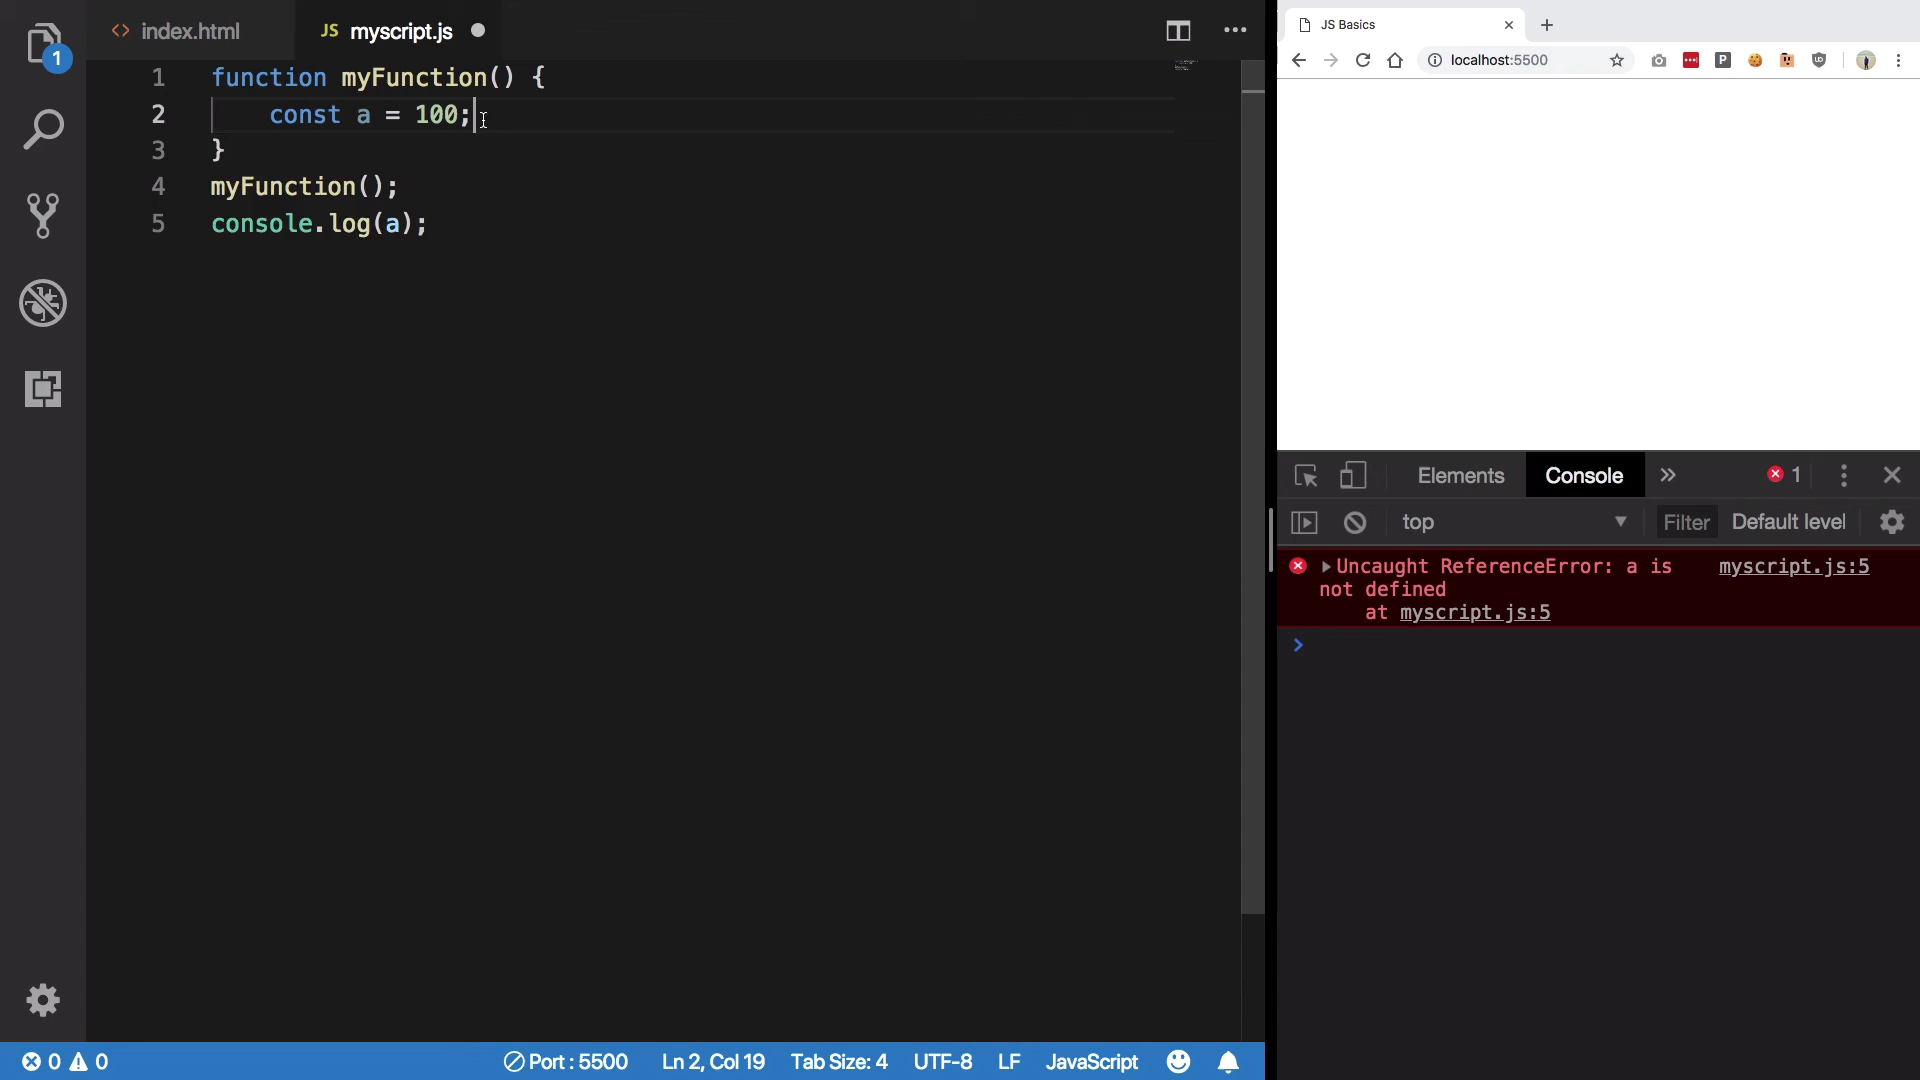 1
index.html
JS myscript.js
1 function myFunction() {
2     const a = 100;
3 }
4 myFunction();
5 console.log(a);
0 0
Port : 5500
Ln 2, Col 19
Tab Size: 4
UTF-8
LF
JavaScript
JS Basics
localhost:5500
P
Elements
Console
1
top
Filter
Default level
Uncaught ReferenceError: a is myscript.js:5
not defined
at myscript.js:5